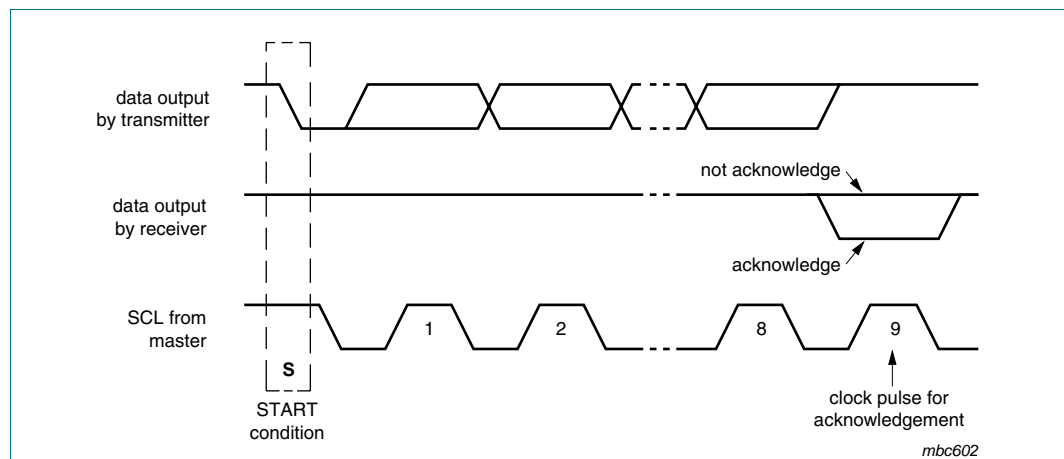 data output
by transmitter
not acknowledge
data output
by receiver
acknowledge
SCL from
master
1
2
8
9
S
START
condition
clock pulse for
acknowledgement
mbc602